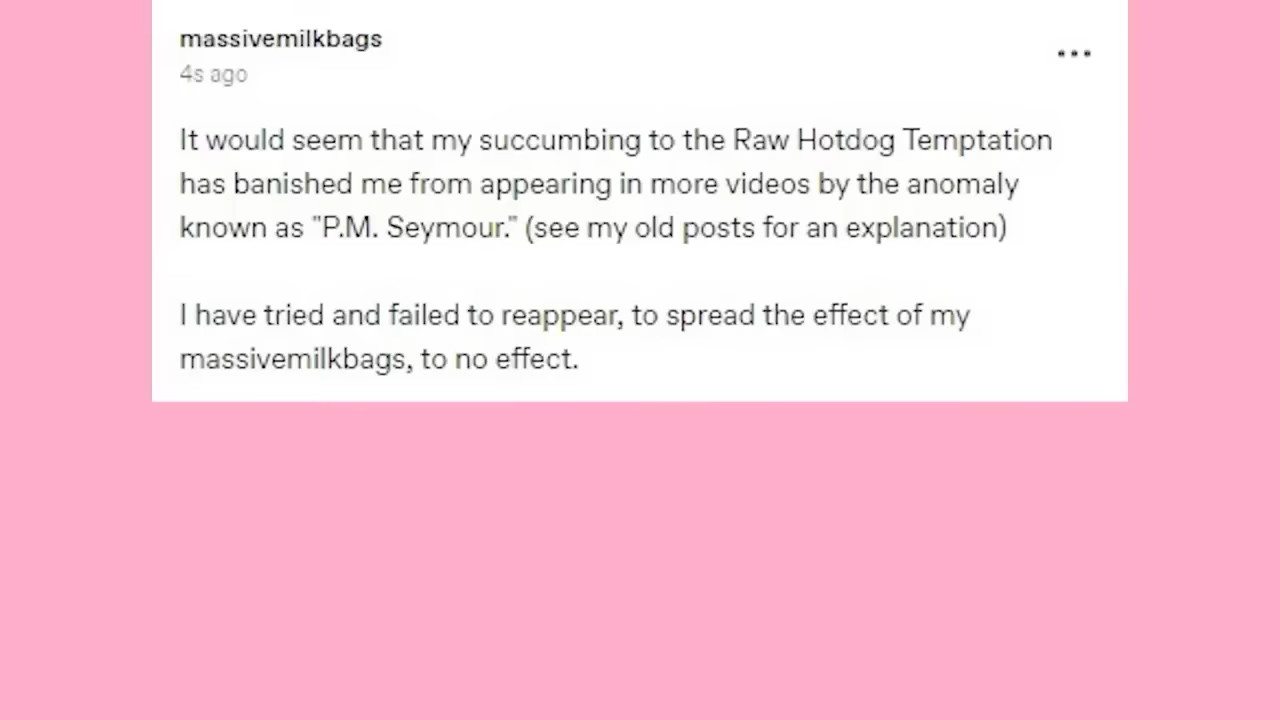 massivemilkbags
4s ago
It would seem that my succumbing to the Raw Hotdog Temptation
has banished me from appearing in more videos by the anomaly
known as "P.M. Seymour." (see my old posts for an explanation)
I have tried and failed to reappear, to spread the effect of my
massivemilkbags, to no effect.